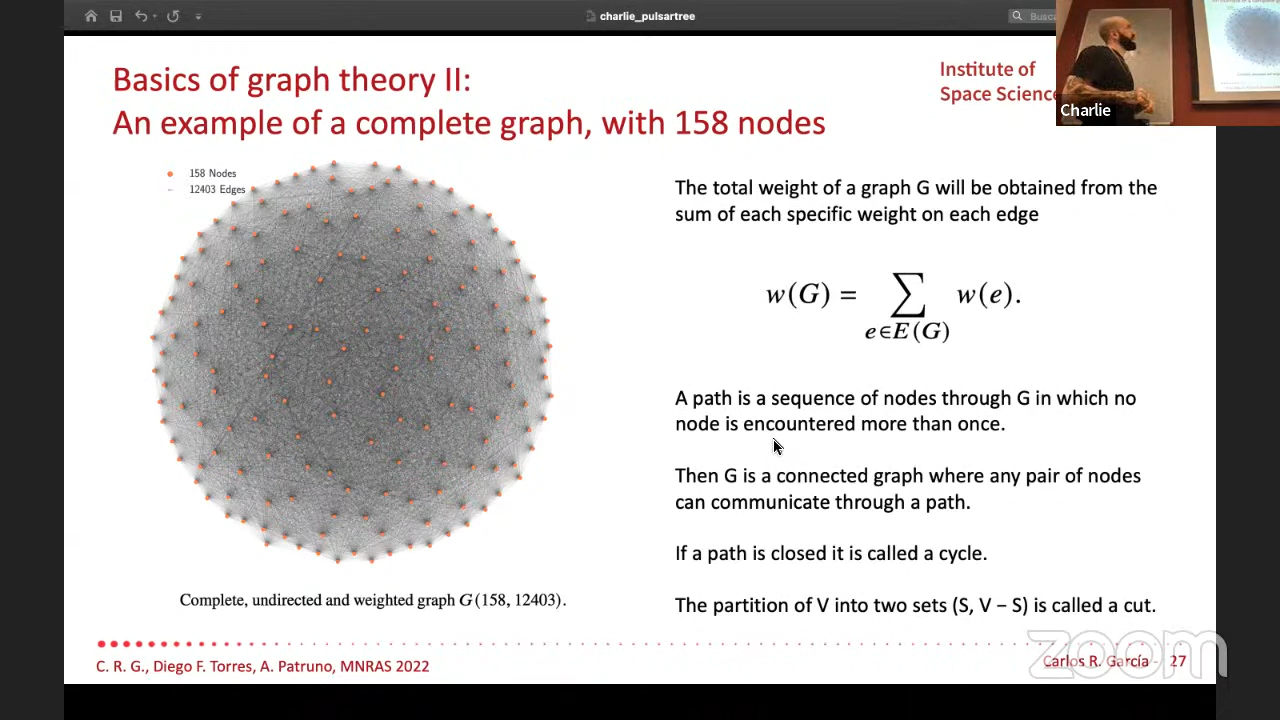 charlie_pulsartree
Busca
Basics of graph theory II:
An example of a complete graph, with 158 nodes
Institute of
Space Science
Charlie
158 Nodes
12403 Edges
The total weight of a graph G will be obtained from the
sum of each specific weight on each edge
w(G) = ∑ w(e).
e∈E(G)
A path is a sequence of nodes through G in which no
node is encountered more than once.
Then G is a connected graph where any pair of nodes
can communicate through a path.
If a path is closed it is called a cycle.
The partition of V into two sets (S, V − S) is called a cut.
Complete, undirected and weighted graph G(158, 12403).
C. R. G., Diego F. Torres, A. Patruno, MNRAS 2022
Carlos R. García - 27
zoom